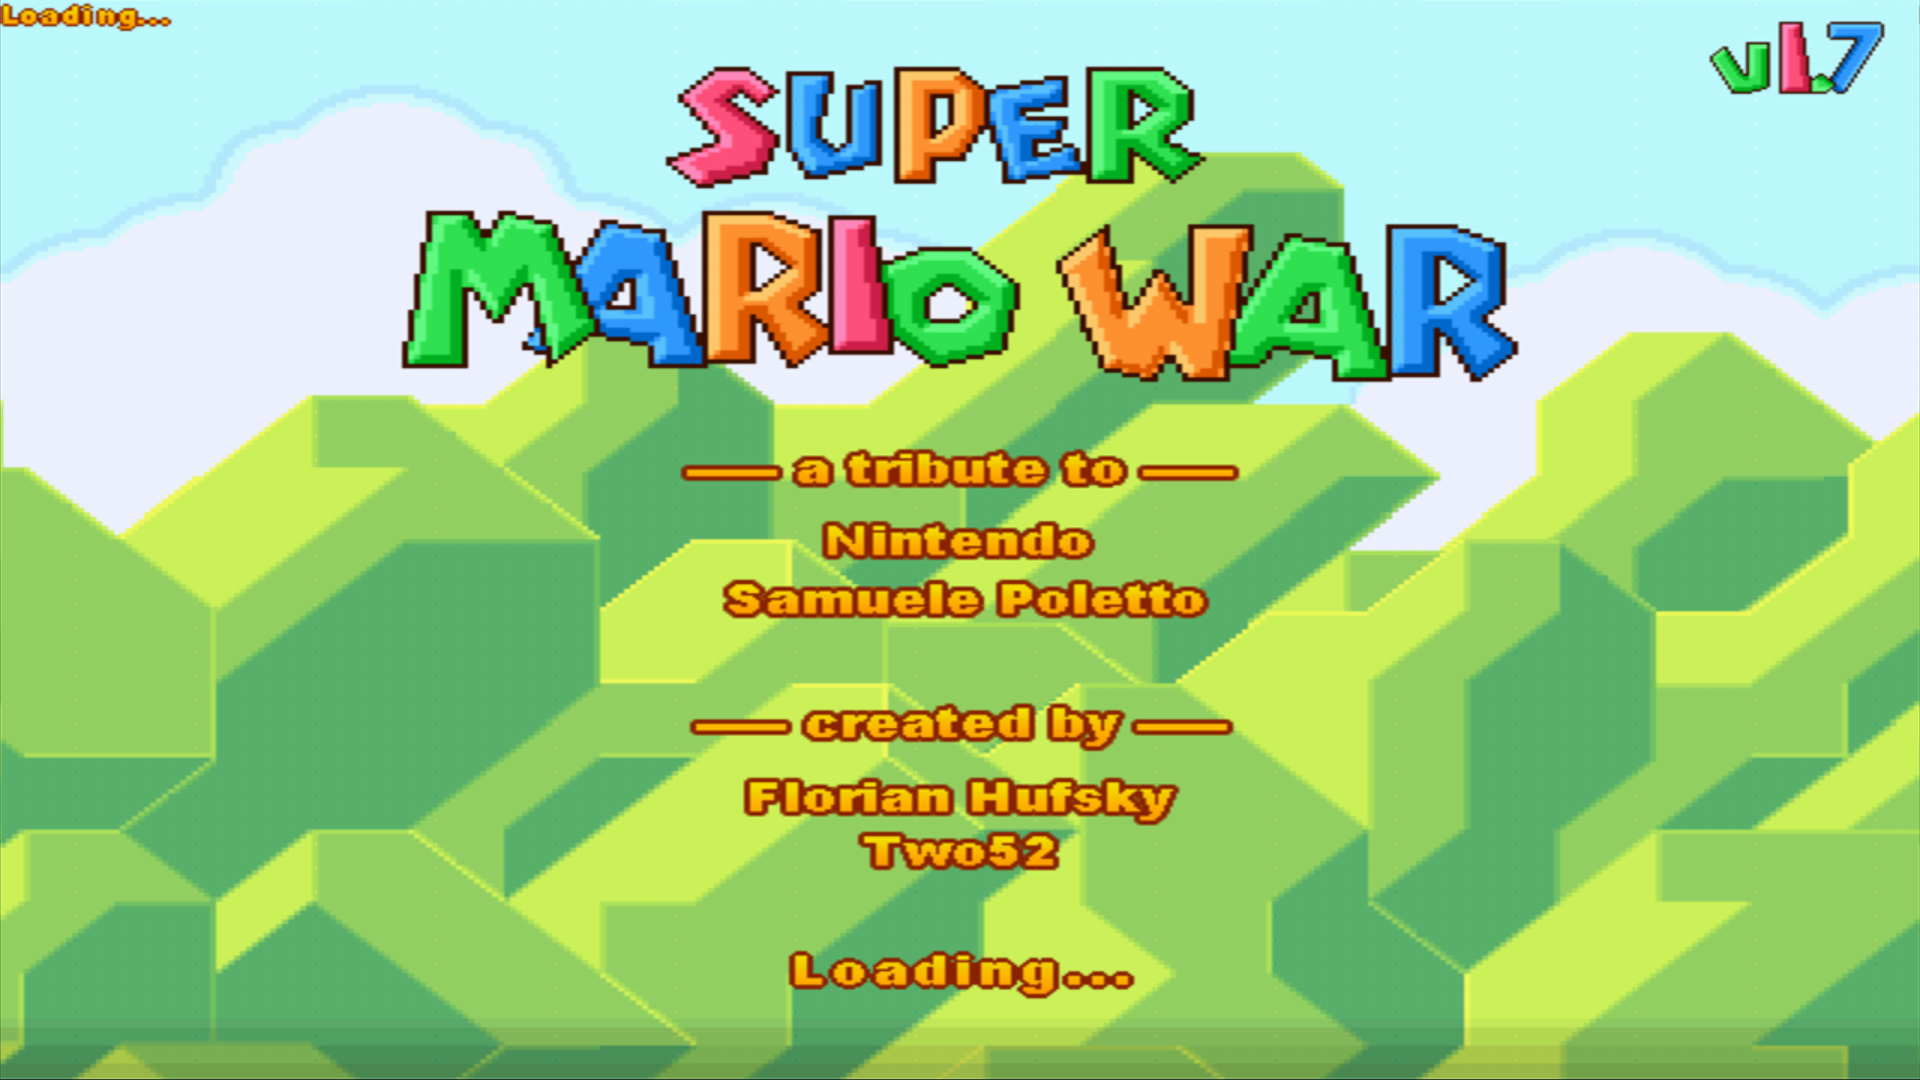 Loading...
v1.7
SUPER
MARIO WAR
a tribute to
Nintendo
Samuele Poletto
created by
Florian Hufsky
Two52
Loading...